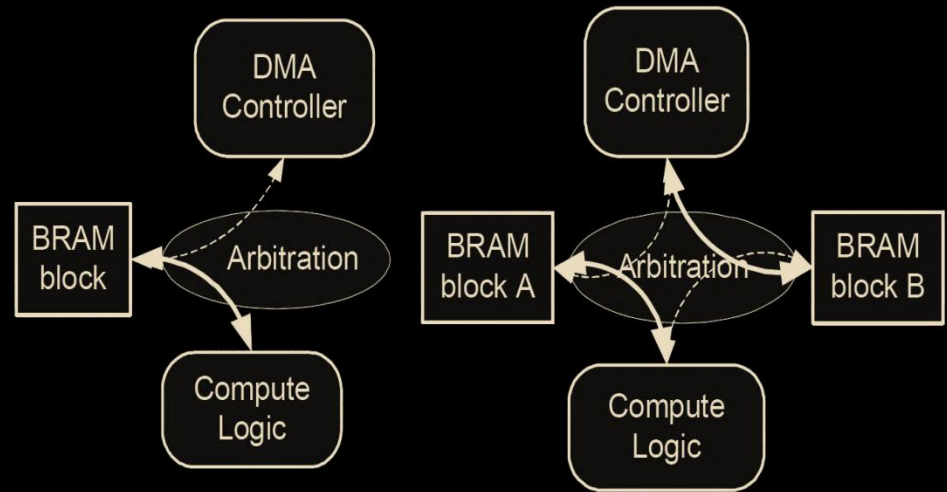 DMA
Controller
BRAM
block
Arbitration
Compute
Logic
DMA
Controller
BRAM
block A
Arbitration
BRAM
block B
Compute
Logic